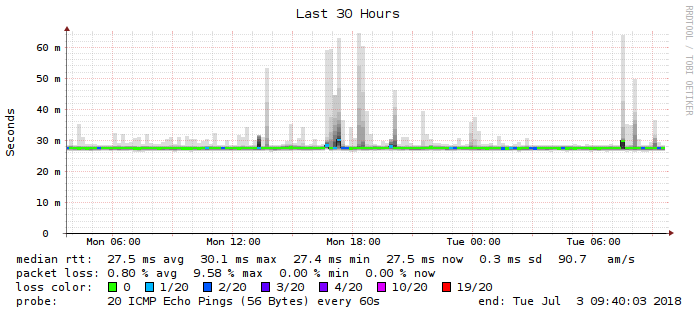 Last 30 Hours
RRDTOOL / TOBI OETIKER
Seconds
60 m
50 m
40 m
30 m
20 m
10 m
0
Mon 06:00 Mon 12:00 Mon 18:00 Tue 00:00 Tue 06:00
median rtt: 27.5 ms avg 30.1 ms max 27.4 ms min 27.5 ms now 0.3 ms sd 90.7 am/s
packet loss: 0.80 % avg 9.58 % max 0.00 % min 0.00 % now
loss color: 0 1/20 2/20 3/20 4/20 10/20 19/20
probe: 20 ICMP Echo Pings (56 Bytes) every 60s end: Tue Jul 3 09:40:03 2018